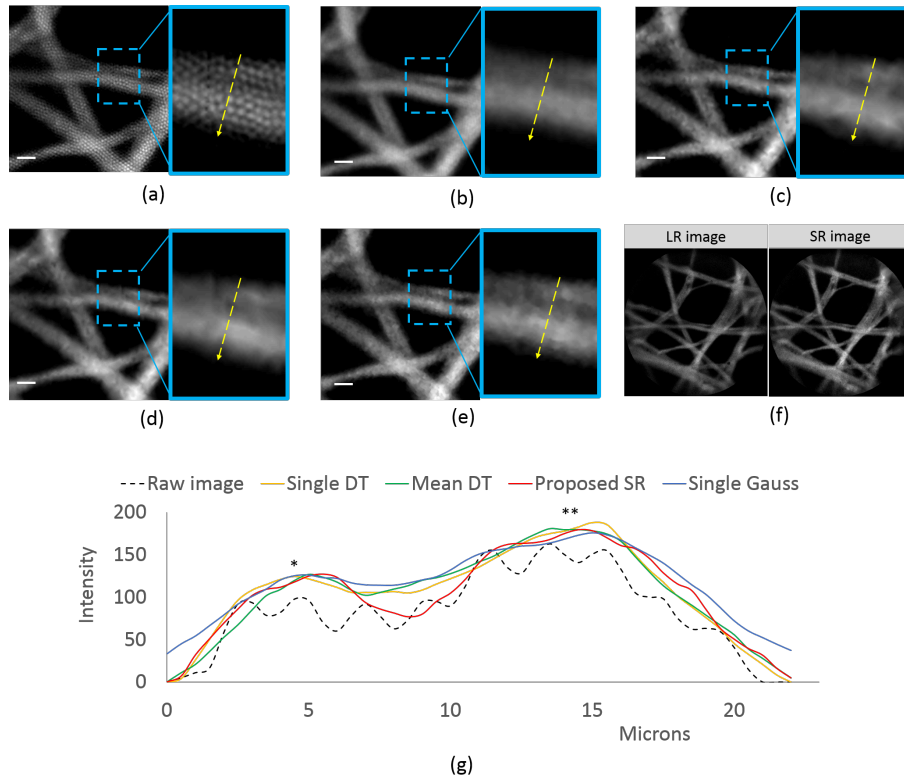 (a)
(b)
(c)
LR image
SR image
(d)
(e)
(f)
Raw image Single DT Mean DT Proposed SR Single Gauss
200
150
100
50
0
Intensity
*
**
0 5 10 15 20
Microns
(g)